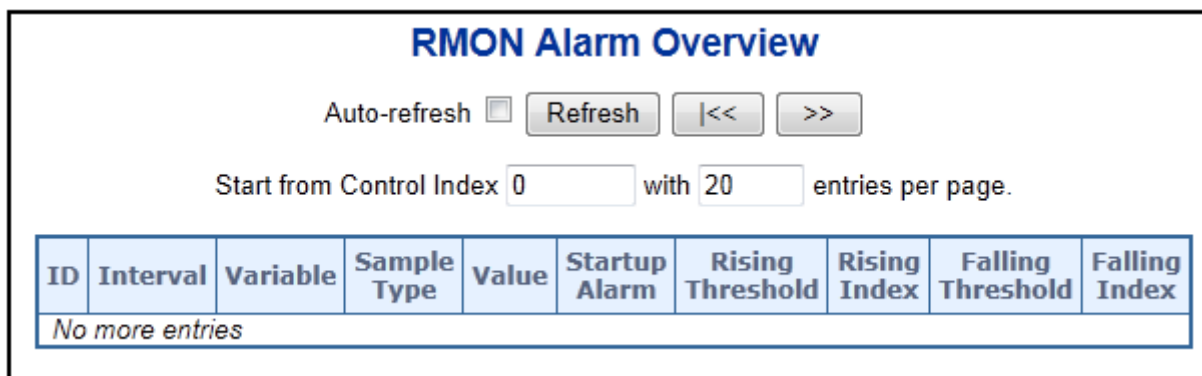 RMON Alarm Overview
Auto-refresh Refresh |<< >>
Start from Control Index 0 with 20 entries per page.
ID Interval Variable Sample Type Value Startup Alarm Rising Threshold Rising Index Falling Threshold Falling Index
No more entries